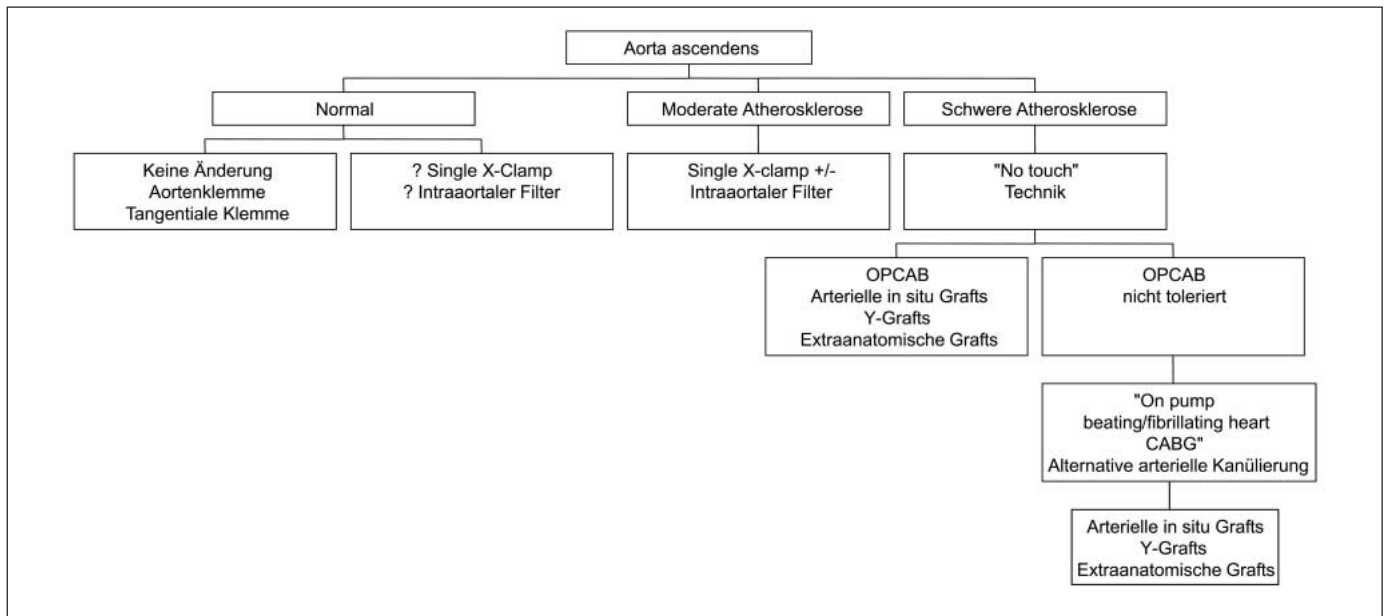 Aorta ascendens
Normal
Moderate Atherosklerose
Schwere Atherosklerose
Keine Änderung
Aortenklemme
Tangentiale Klemme
? Single X-Clamp
? Intraaortaler Filter
Single X-clamp +/-
Intraaortaler Filter
"No touch"
Technik
OPCAB
Arterielle in situ Grafts
Y-Grafts
Extraanatomische Grafts
OPCAB
nicht toleriert
"On pump
beating/fibrillating heart
CABG"
Alternative arterielle Kanülierung
Arterielle in situ Grafts
Y-Grafts
Extraanatomische Grafts